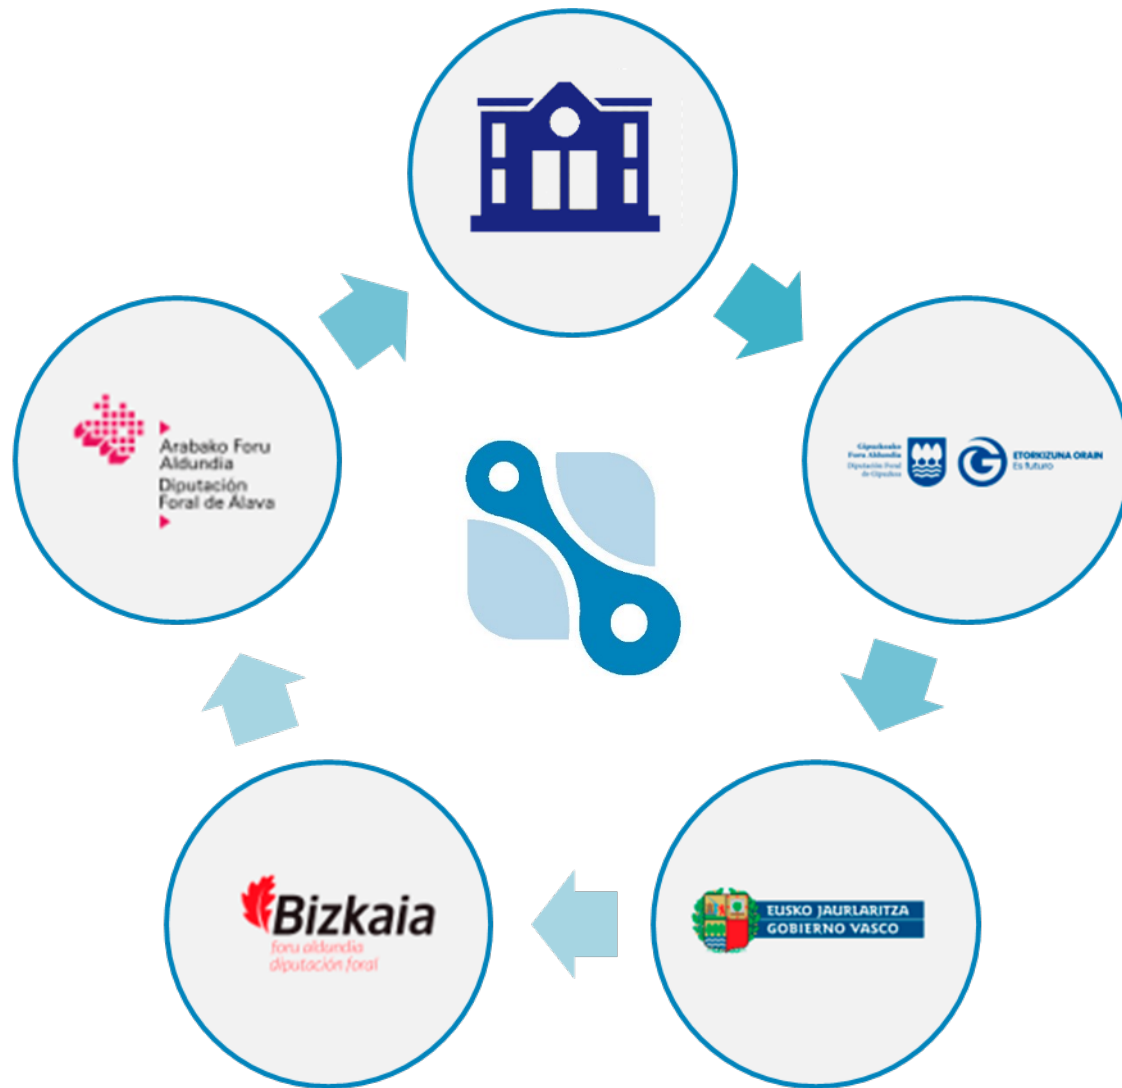 Arabako Foru
Aldundia
Diputación
Foral de Álava
Gipuzkoako
Foru Aldundia
Diputación Foral
de Gipuzkoa
ETORKIZUNA ORAIN
Es futuro
Bizkaia
foru aldundia
diputación foral
EUSKO JAURLARITZA
GOBIERNO VASCO